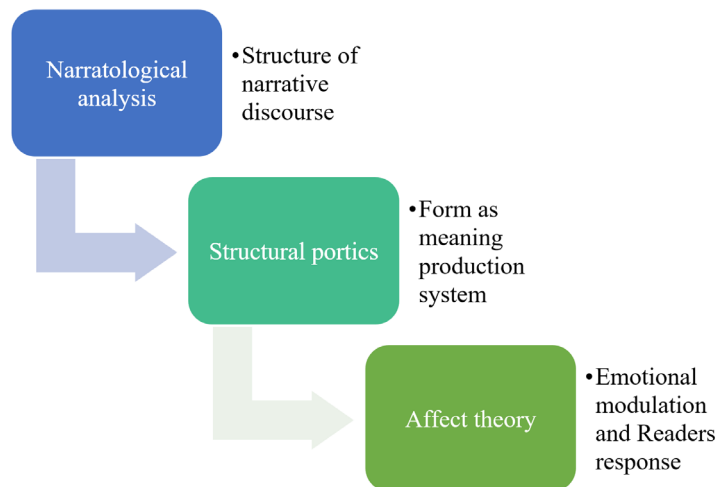 Narratological
analysis
•Structure of
narrative
discourse
Structural portics
•Form as
meaning
production
system
Affect theory
•Emotional
modulation
and Readers
response